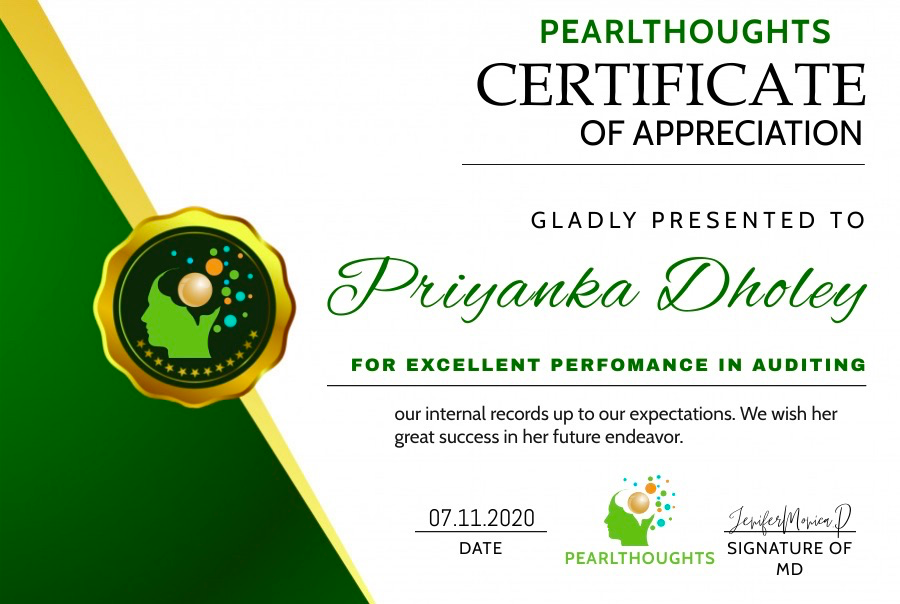 PEARLTHOUGHTS
CERTIFICATE
OF APPRECIATION
GLADLY PRESENTED TO
Priyanka Dholey
FOR EXCELLENT PERFOMANCE IN AUDITING
our internal records up to our expectations. We wish her
great success in her future endeavor.
07.11.2020
DATE
PEARLTHOUGHTS
JeniferMonica.D
SIGNATURE OF
MD